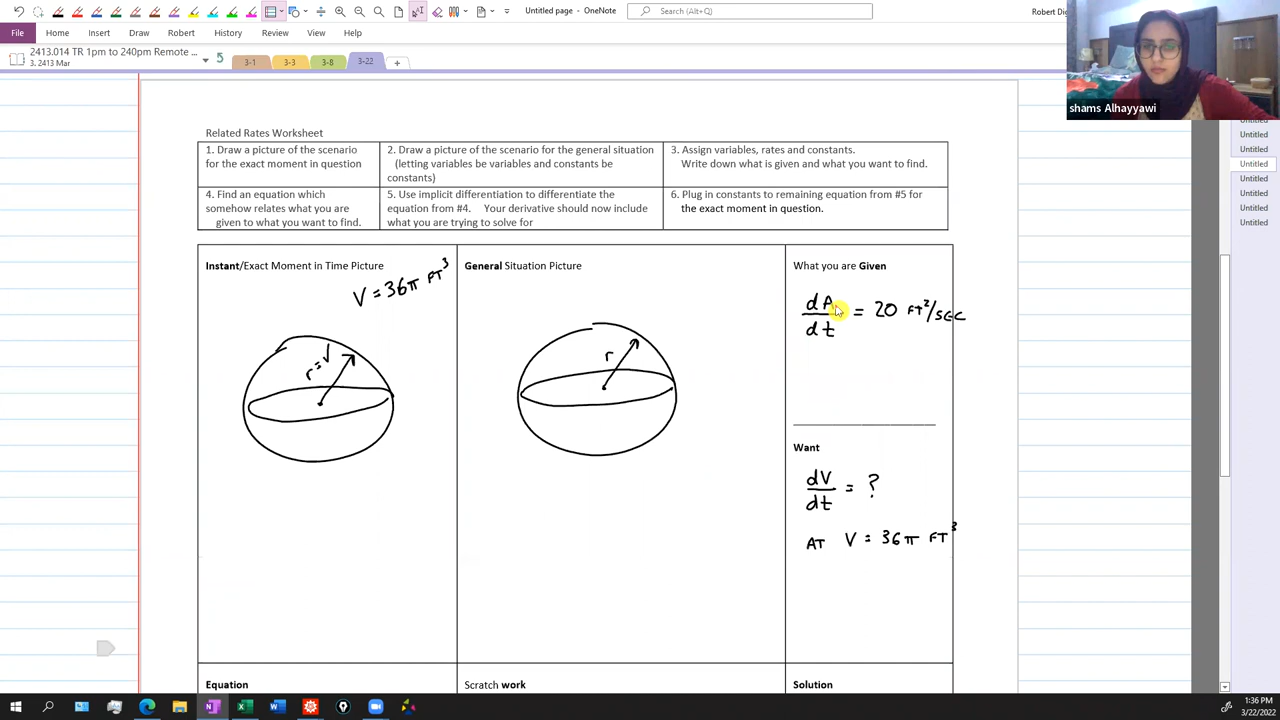 Untitled page - OneNote
Search (Alt+Q)
Robert Dig
File Home Insert Draw Robert History Review View Help
shams Alhayyawi
2413.014 TR 1pm to 240pm Remote ...
3. 2413 Mar
3-1 3-3 3-8 3-22 +
Untitled
Untitled
Untitled
Untitled
Untitled
Untitled
Untitled
Untitled
Related Rates Worksheet
1. Draw a picture of the scenario
for the exact moment in question
2. Draw a picture of the scenario for the general situation
(letting variables be variables and constants be
constants)
3. Assign variables, rates and constants.
Write down what is given and what you want to find.
4. Find an equation which
somehow relates what you are
given to what you want to find.
5. Use implicit differentiation to differentiate the
equation from #4. Your derivative should now include
what you are trying to solve for
6. Plug in constants to remaining equation from #5 for
the exact moment in question.
Instant/Exact Moment in Time Picture
V = 36π FT³
r = √
General Situation Picture
r
What you are Given
dA/dt = 20 FT²/SEC
Want
dV/dt = ?
AT V = 36π FT³
Equation
Scratch work
Solution
1:36 PM
3/22/2022